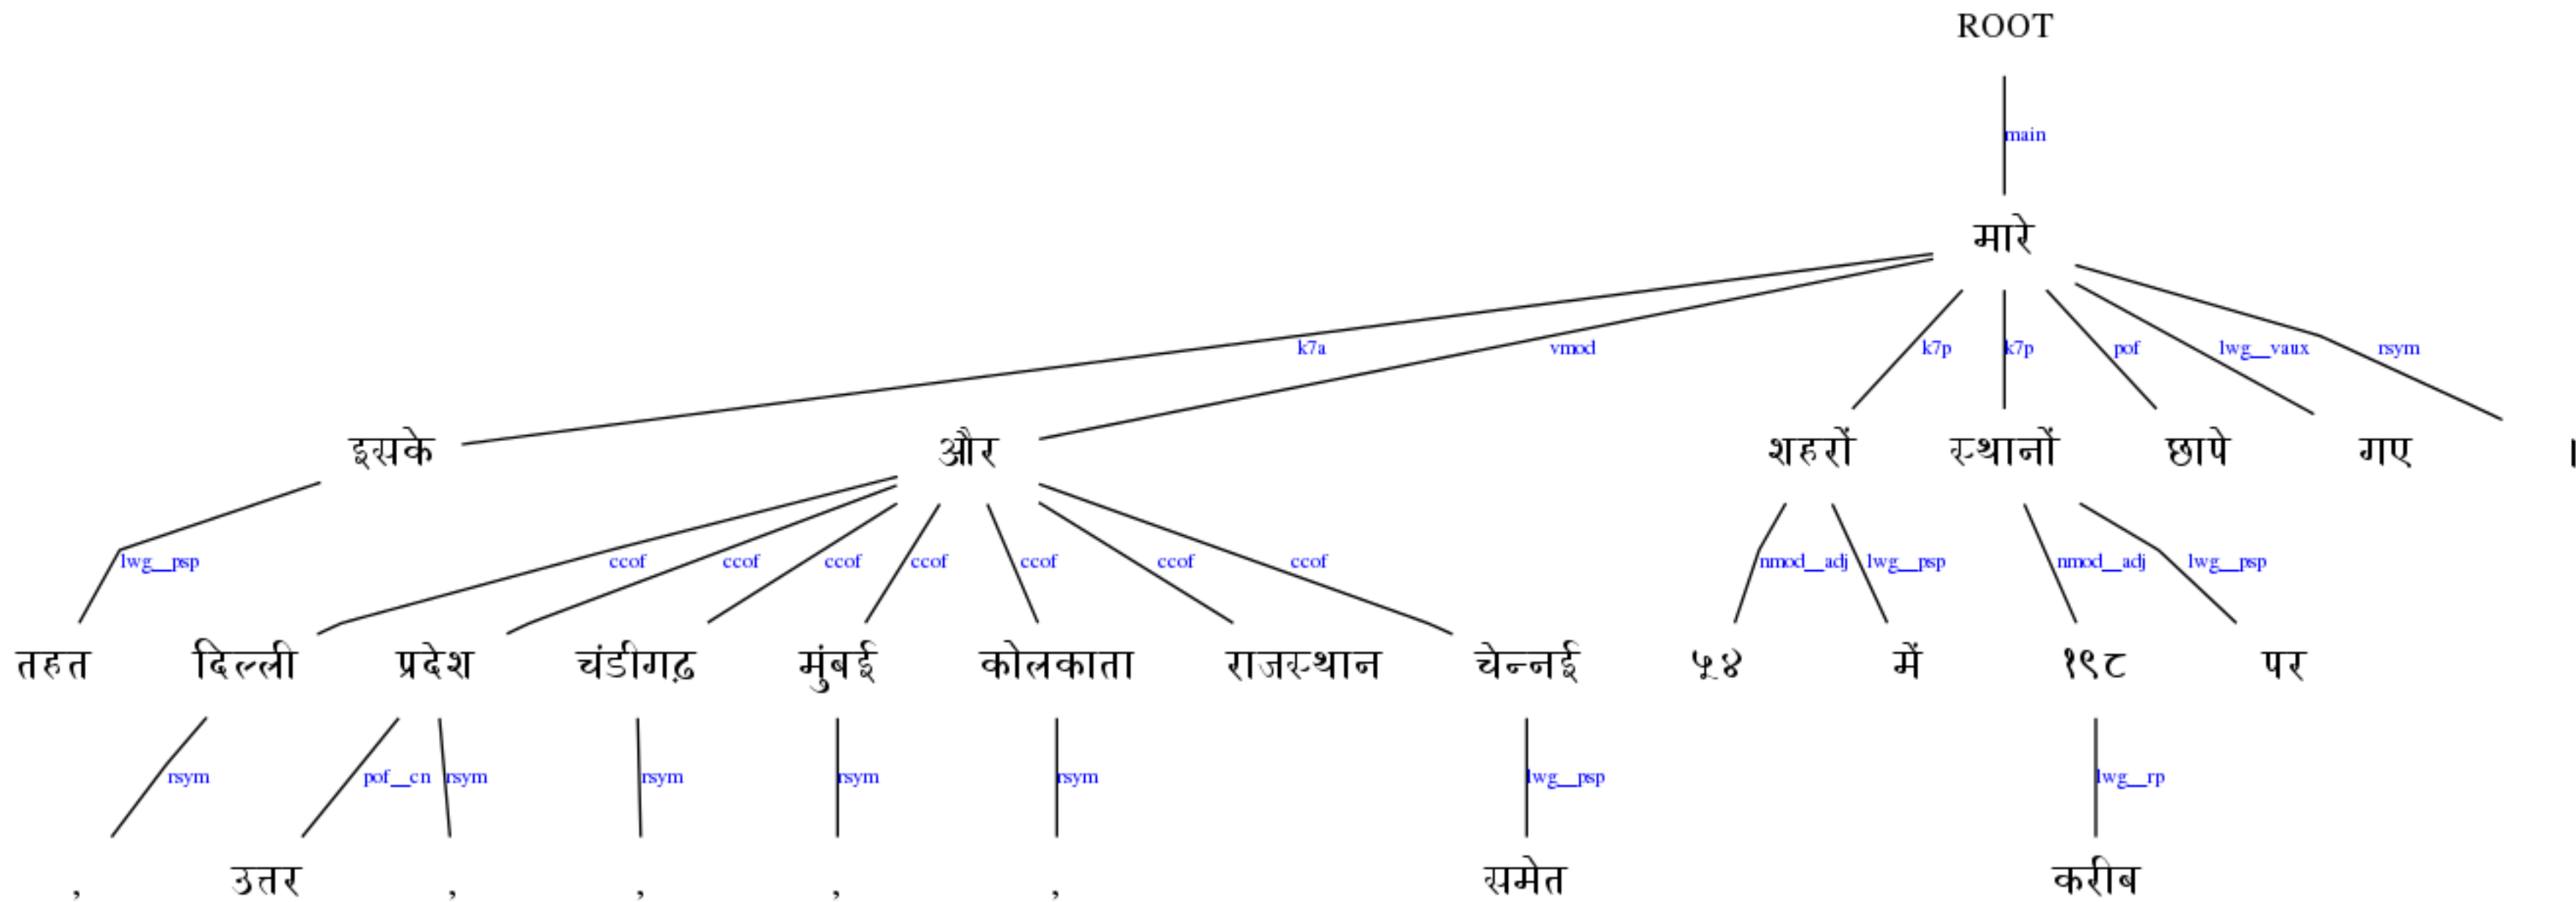 ROOT
main
मारे
k7a vmod k7p k7p pof lwg__vaux rsym
इसके और शहरों स्थानों छापे गए ।
lwg__psp ccof ccof ccof ccof ccof ccof ccof nmod__adj lwg__psp nmod__adj lwg__psp
तहत दिल्ली प्रदेश चंडीगढ़ मुंबई कोलकाता राजस्थान चेन्नई ५४ में १९८ पर
rsym pof__cn rsym rsym rsym rsym lwg__psp lwg__rp
, उत्तर , , , , समेत करीब